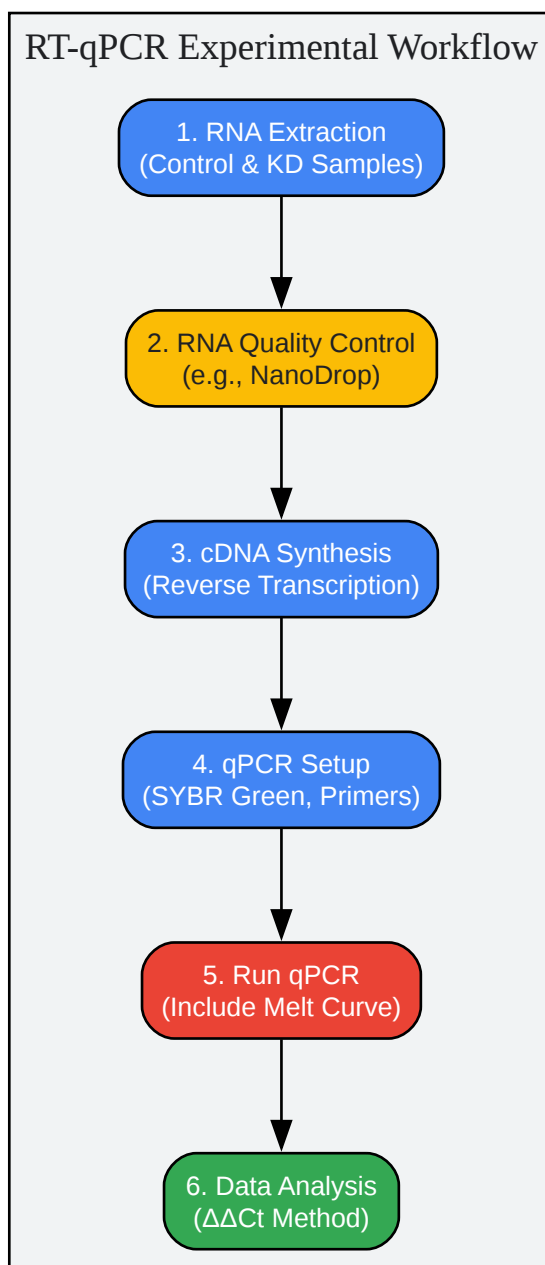 RT-qPCR Experimental Workflow
1. RNA Extraction
(Control & KD Samples)
2. RNA Quality Control
(e.g., NanoDrop)
3. cDNA Synthesis
(Reverse Transcription)
4. qPCR Setup
(SYBR Green, Primers)
5. Run qPCR
(Include Melt Curve)
6. Data Analysis
(ΔΔCt Method)